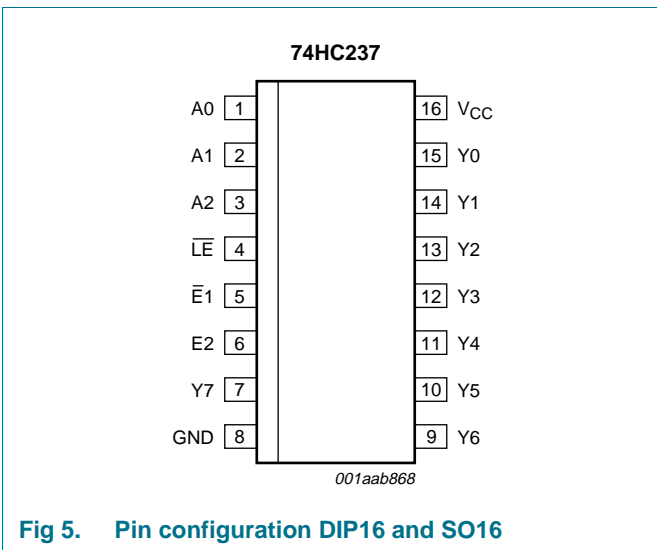 74HC237
A0 1 16 VCC
A1 2 15 Y0
A2 3 14 Y1
L̅E̅ 4 13 Y2
E̅1 5 12 Y3
E2 6 11 Y4
Y7 7 10 Y5
GND 8 9 Y6
001aab868
Fig 5. Pin configuration DIP16 and SO16